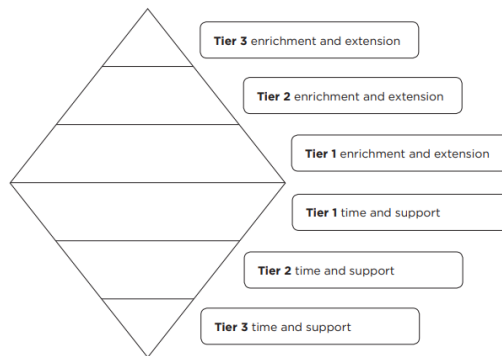 Tier 3 enrichment and extension
Tier 2 enrichment and extension
Tier 1 enrichment and extension
Tier 1 time and support
Tier 2 time and support
Tier 3 time and support